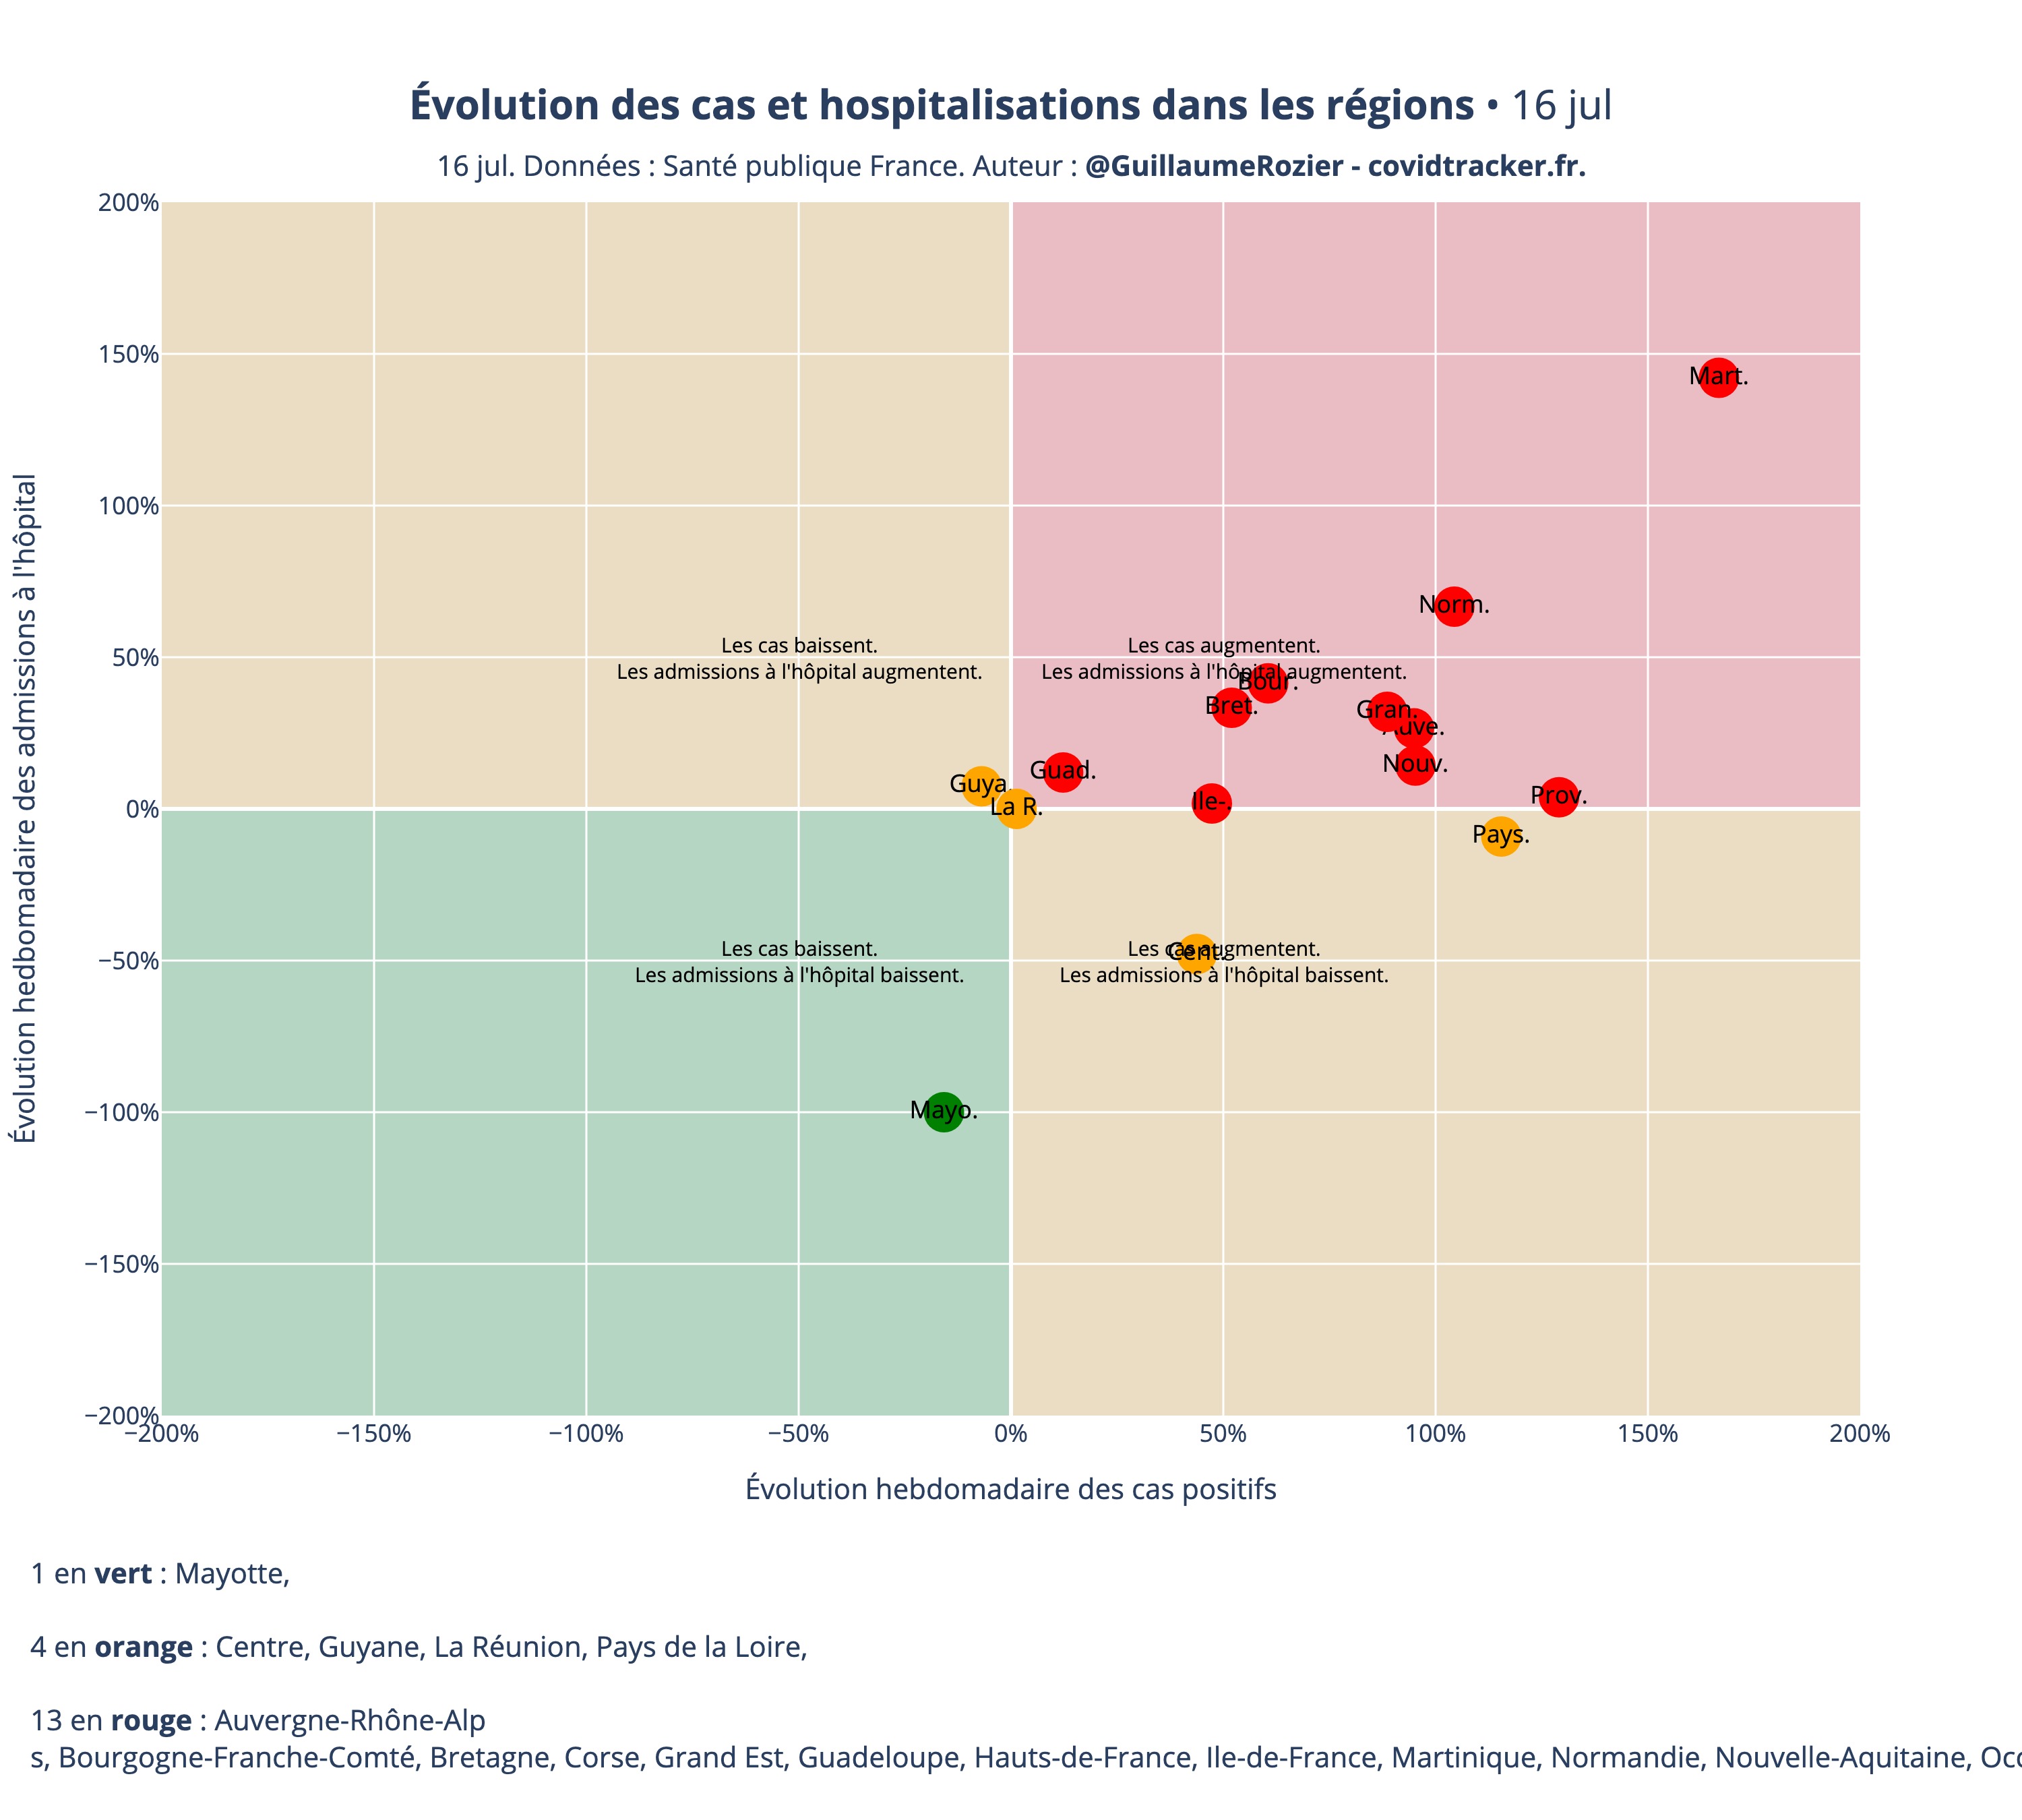 Évolution des cas et hospitalisations dans les régions • 16 jul
16 jul. Données : Santé publique France. Auteur : @GuillaumeRozier - covidtracker.fr.
Évolution hedbomadaire des admissions à l'hôpital
200%
150%
100%
50%
0%
−50%
−100%
−150%
−200%
Mart.
Norm.
Les cas baissent.
Les admissions à l'hôpital augmentent.
Les cas augmentent.
Les admissions à l'hôpital augmentent.
Bour.
Bret.
Gran.
Auve.
Nouv.
Guad.
Guya.
La R.
Ile-.
Prov.
Pays.
Les cas baissent.
Les admissions à l'hôpital baissent.
Les cas augmentent.
Les admissions à l'hôpital baissent.
Cent.
Mayo.
−200%
−150%
−100%
−50%
0%
50%
100%
150%
200%
Évolution hebdomadaire des cas positifs
1 en vert : Mayotte,
4 en orange : Centre, Guyane, La Réunion, Pays de la Loire,
13 en rouge : Auvergne-Rhône-Alp
s, Bourgogne-Franche-Comté, Bretagne, Corse, Grand Est, Guadeloupe, Hauts-de-France, Ile-de-France, Martinique, Normandie, Nouvelle-Aquitaine,